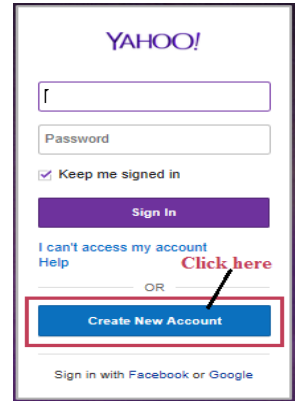 YAHOO!
Password
Keep me signed in
Sign In
I can't access my account
Help
Click here
OR
Create New Account
Sign in with Facebook or Google